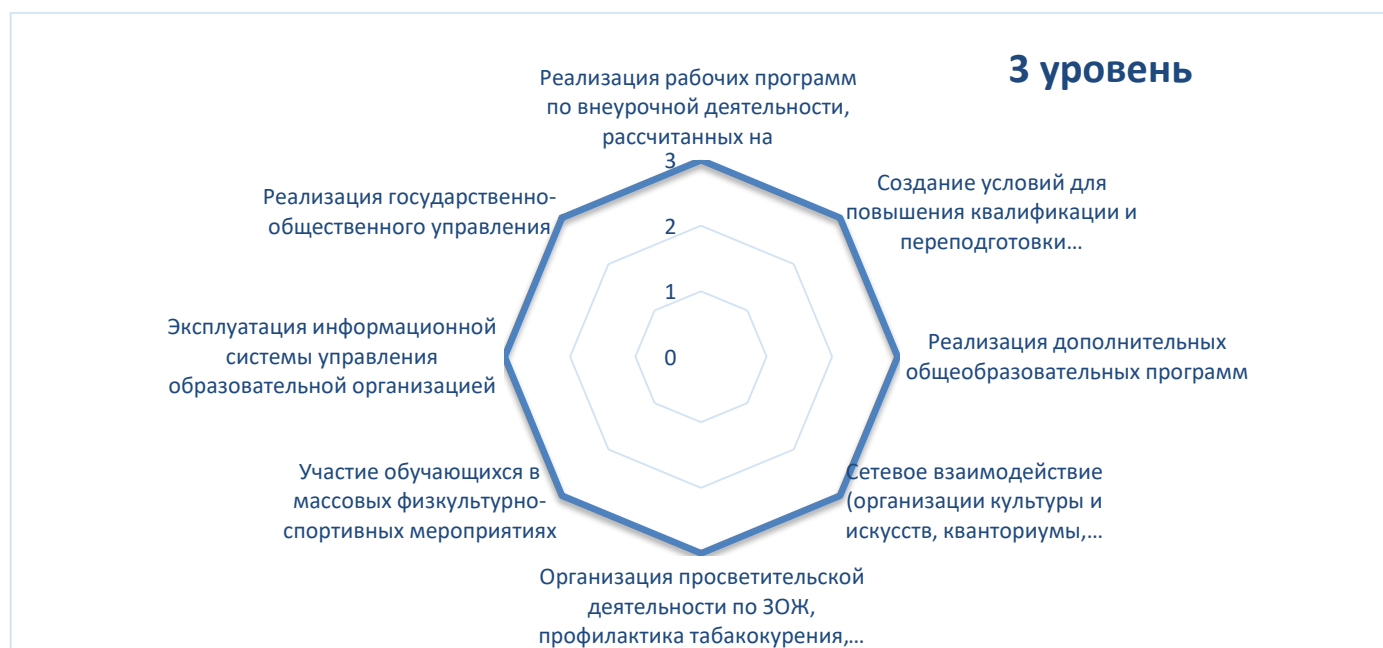 3 уровень
Реализация рабочих программ
по внеурочной деятельности,
рассчитанных на
3
2
1
0
Создание условий для
повышения квалификации и
переподготовки…
Реализация дополнительных
общеобразовательных программ
Сетевое взаимодействие
(организации культуры и
искусств, кванториумы,…
Организация просветительской
деятельности по ЗОЖ,
профилактика табакокурения,…
Участие обучающихся в
массовых физкультурно-
спортивных мероприятиях
Эксплуатация информационной
системы управления
образовательной организацией
Реализация государственно-
общественного управления